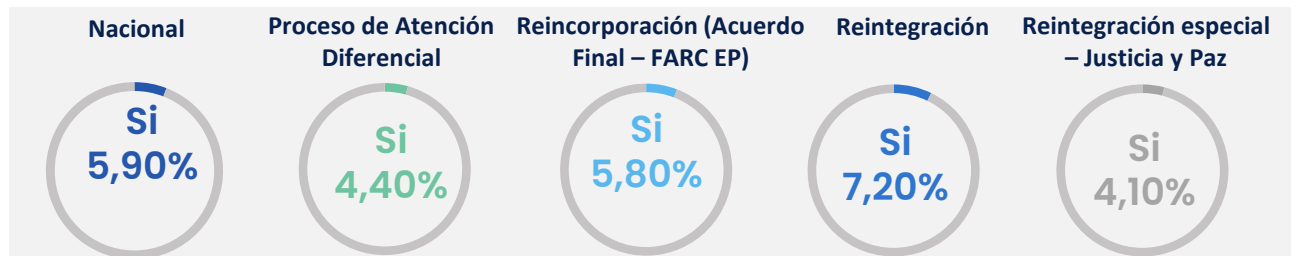 Nacional
Si
5,90%
Proceso de Atención
Diferencial
Si
4,40%
Reincorporación (Acuerdo
Final – FARC EP)
Si
5,80%
Reintegración
Si
7,20%
Reintegración especial
– Justicia y Paz
Si
4,10%